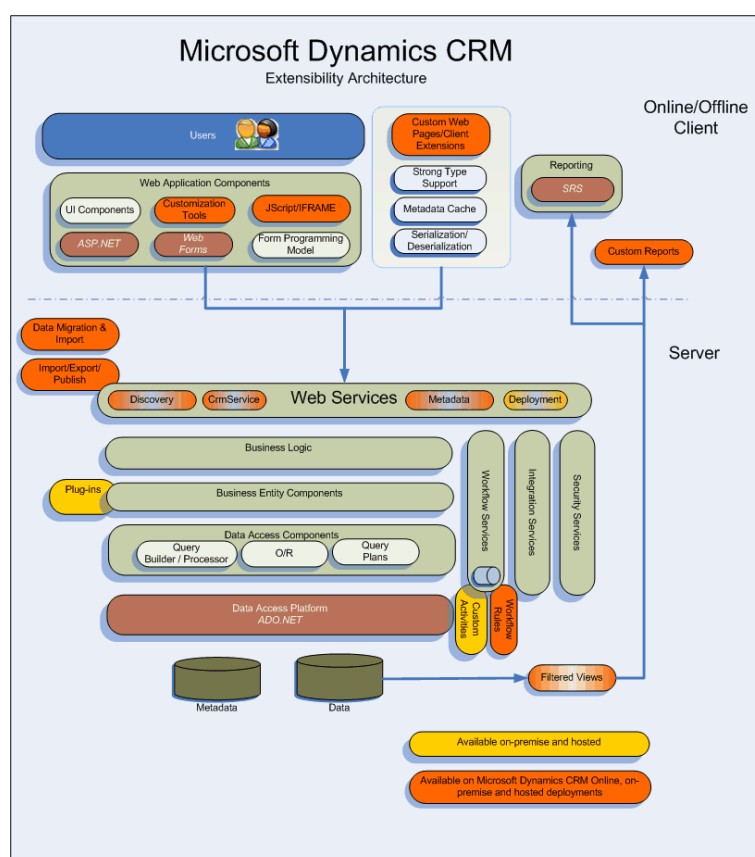 Microsoft Dynamics CRM
Extensibility Architecture
Online/Offline
Client
Users
Custom Web
Pages/Client
Extensions
Strong Type
Support
Metadata Cache
Serialization/
Deserialization
Reporting
SRS
Web Application Components
UI Components
Customization
Tools
JScript/IFRAME
ASP.NET
Web
Forms
Form Programming
Model
Custom Reports
Data Migration &
Import
Import/Export/
Publish
Server
Discovery
CrmService
Web Services
Metadata
Deployment
Business Logic
Plug-ins
Business Entity Components
Data Access Components
Query
Builder / Processor
O/R
Query
Plans
Workflow Services
Integration Services
Security Services
Data Access Platform
ADO.NET
Custom
Activities
Workflow
Rules
Metadata
Data
Filtered Views
Available on-premise and hosted
Available on Microsoft Dynamics CRM Online, on-
premise and hosted deployments